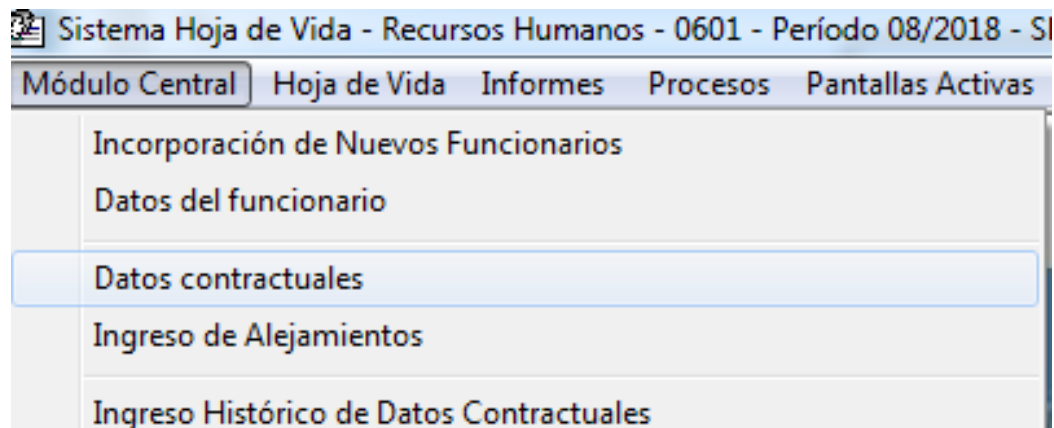 Sistema Hoja de Vida - Recursos Humanos - 0601 - Período 08/2018 -
Módulo Central Hoja de Vida Informes Procesos Pantallas Activas
Incorporación de Nuevos Funcionarios
Datos del funcionario
Datos contractuales
Ingreso de Alejamientos
Ingreso Histórico de Datos Contractuales